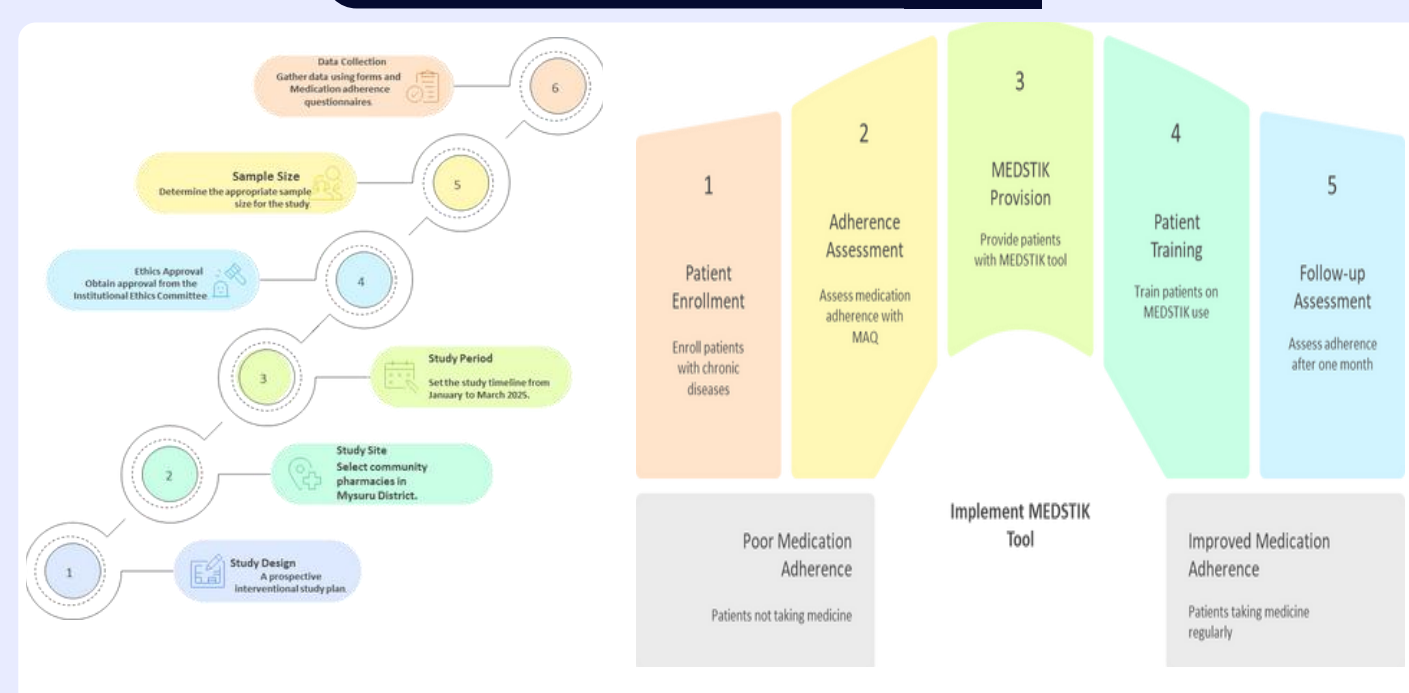 Data Collection
Gather data using forms and
Medication adherence
questionnaires.
6
Sample Size
Determine the appropriate sample
size for the study.
5
Ethics Approval
Obtain approval from the
Institutional Ethics Committee.
4
3
Study Period
Set the study timeline from
January to March 2025.
2
Study Site
Select community
pharmacies in
Mysuru District.
1
Study Design
A prospective
interventional study plan.
1
Patient
Enrollment
Enroll patients
with chronic
diseases
2
Adherence
Assessment
Assess medication
adherence with
MAQ
3
MEDSTIK
Provision
Provide patients
with MEDSTIK tool
4
Patient
Training
Train patients on
MEDSTIK use
5
Follow-up
Assessment
Assess adherence
after one month
Poor Medication
Adherence
Patients not taking medicine
Implement MEDSTIK
Tool
Improved Medication
Adherence
Patients taking medicine
regularly